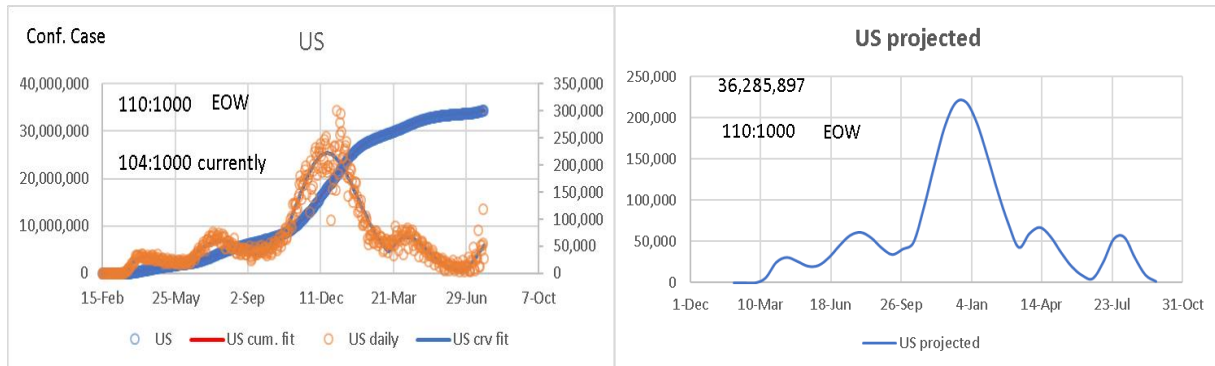 Conf. Case
US
40,000,000
30,000,000
20,000,000
10,000,000
0
350,000
300,000
250,000
200,000
150,000
100,000
50,000
0
110:1000 EOW
104:1000 currently
15-Feb 25-May 2-Sep 11-Dec 21-Mar 29-Jun 7-Oct
US US cum. fit US daily US crv fit
US projected
250,000
200,000
150,000
100,000
50,000
0
36,285,897
110:1000 EOW
1-Dec 10-Mar 18-Jun 26-Sep 4-Jan 14-Apr 23-Jul 31-Oct
US projected